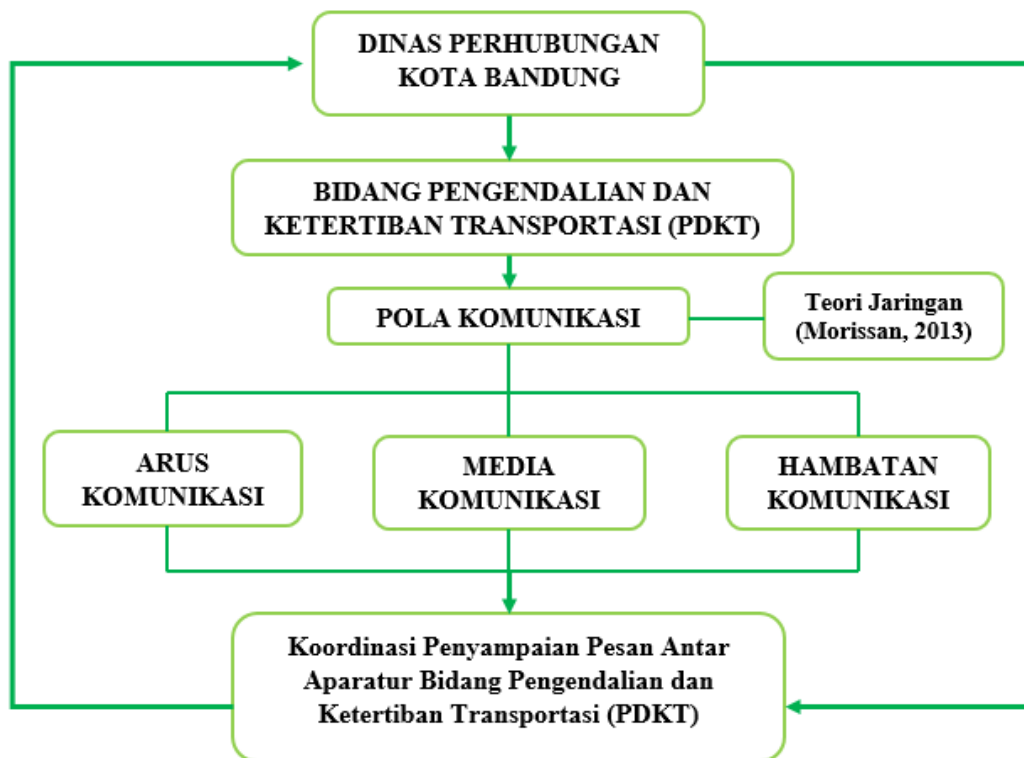 DINAS PERHUBUNGAN
KOTA BANDUNG
BIDANG PENGENDALIAN DAN
KETERTIBAN TRANSPORTASI (PDKT)
POLA KOMUNIKASI
Teori Jaringan
(Morissan, 2013)
ARUS
KOMUNIKASI
MEDIA
KOMUNIKASI
HAMBATAN
KOMUNIKASI
Koordinasi Penyampaian Pesan Antar
Aparatur Bidang Pengendalian dan
Ketertiban Transportasi (PDKT)